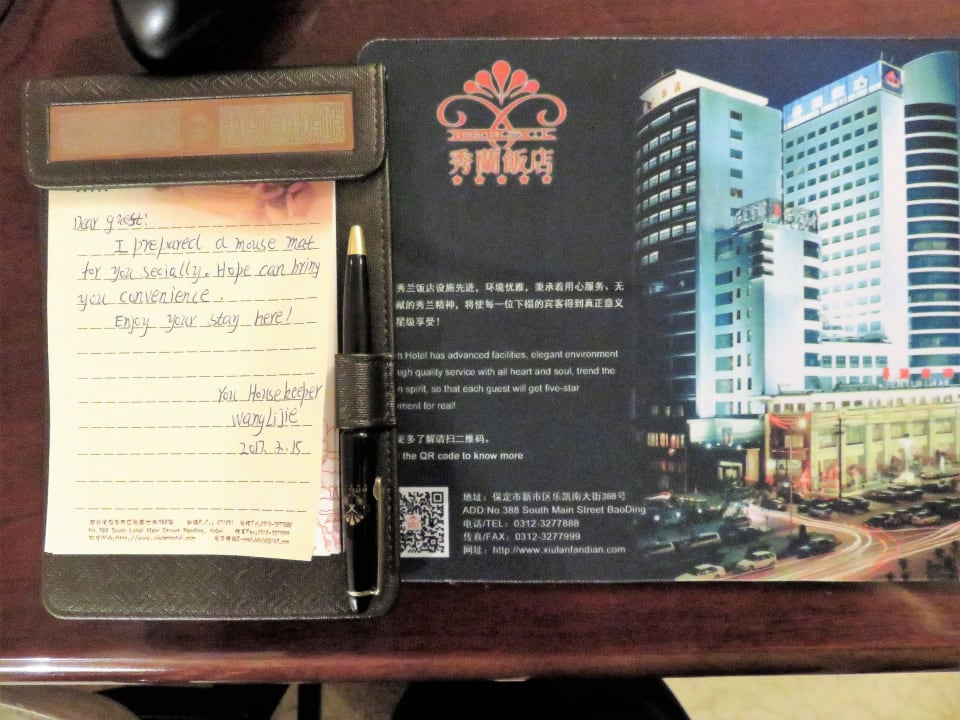 Dear guest!
I prepared a mouse mat
for you secially. Hope can bring
you convenience.
Enjoy your stay here!
You Housekeeper
WangLijie
2017. 2. 15
秀蘭飯店
秀兰饭店设施先进，环境优雅，秉承着用心服务、无
献的秀兰精神，将使每一位下榻的宾客得到真正意义
星级享受！
n Hotel has advanced facilities, elegant environment
igh quality service with all heart and soul, trend the
n spirit, so that each guest will get five-star
ment for real!
更多了解请扫二维码。
the QR code to know more
地址：保定市新市区乐凯南大街388号
ADD:No.388 South Main Street BaoDing
电话/TEL: 0312-3277888
传真/FAX: 0312-3277999
网址: http://www.xiulanfandian.com